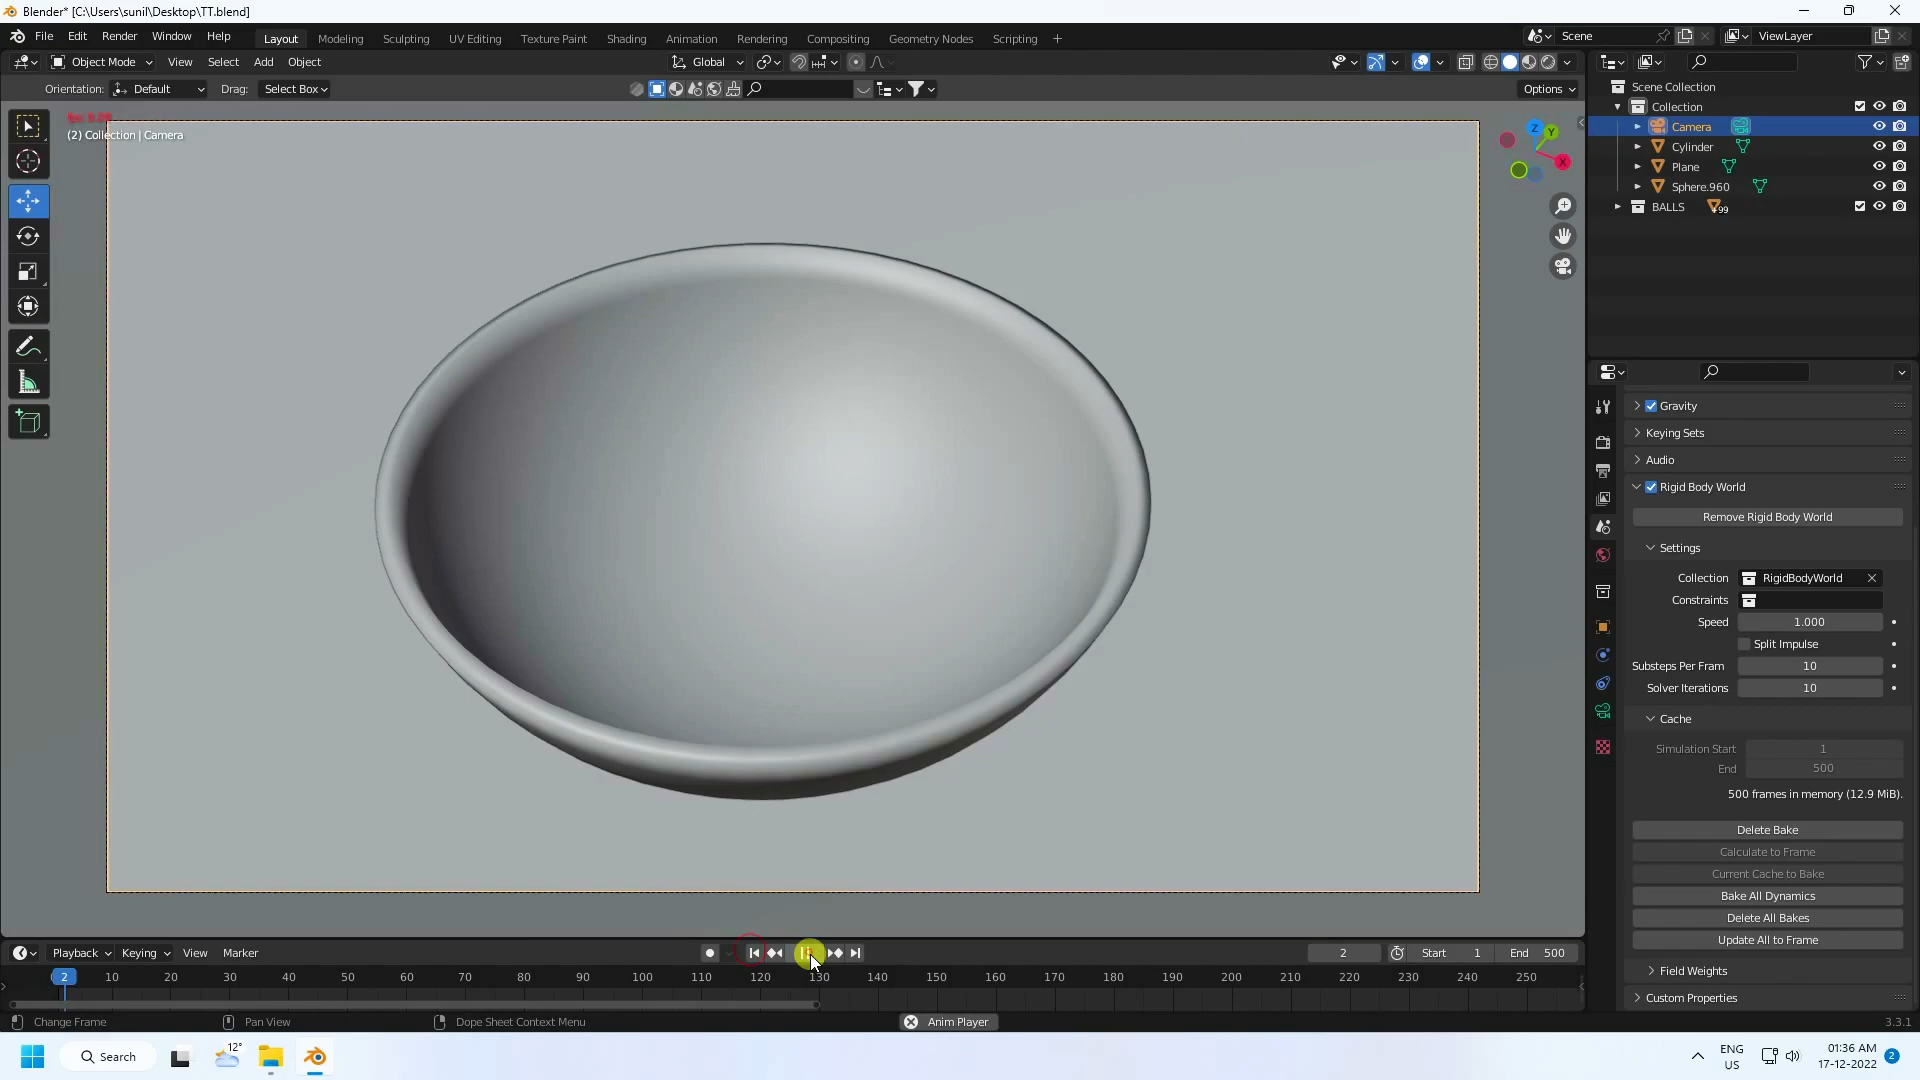 Blender* [C:\Users\sunil\Desktop\TT.blend]
File Edit Render Window Help
Layout Modeling Sculpting UV Editing Texture Paint Shading Animation Rendering Compositing Geometry Nodes Scripting +
Scene
ViewLayer
Object Mode View Select Add Object
Global
Orientation: Default Drag: Select Box
Options
(2) Collection | Camera
Z
Y
X
Scene Collection
Collection
Camera
Cylinder
Plane
Sphere.960
BALLS
+99
Gravity
Keying Sets
Audio
Rigid Body World
Remove Rigid Body World
Settings
Collection RigidBodyWorld
Constraints
Speed 1.000
Split Impulse
Substeps Per Fram 10
Solver Iterations 10
Cache
Simulation Start 1
End 500
500 frames in memory (12.9 MiB).
Delete Bake
Calculate to Frame
Current Cache to Bake
Bake All Dynamics
Delete All Bakes
Update All to Frame
Field Weights
Custom Properties
Playback Keying View Marker
2 Start 1 End 500
2 10 20 30 40 50 60 70 80 90 100 110 120 130 140 150 160 170 180 190 200 210 220 230 240 250
Change Frame Pan View Dope Sheet Context Menu Anim Player
3.3.1
12°
Search
ENG
US
01:36 AM
17-12-2022
2